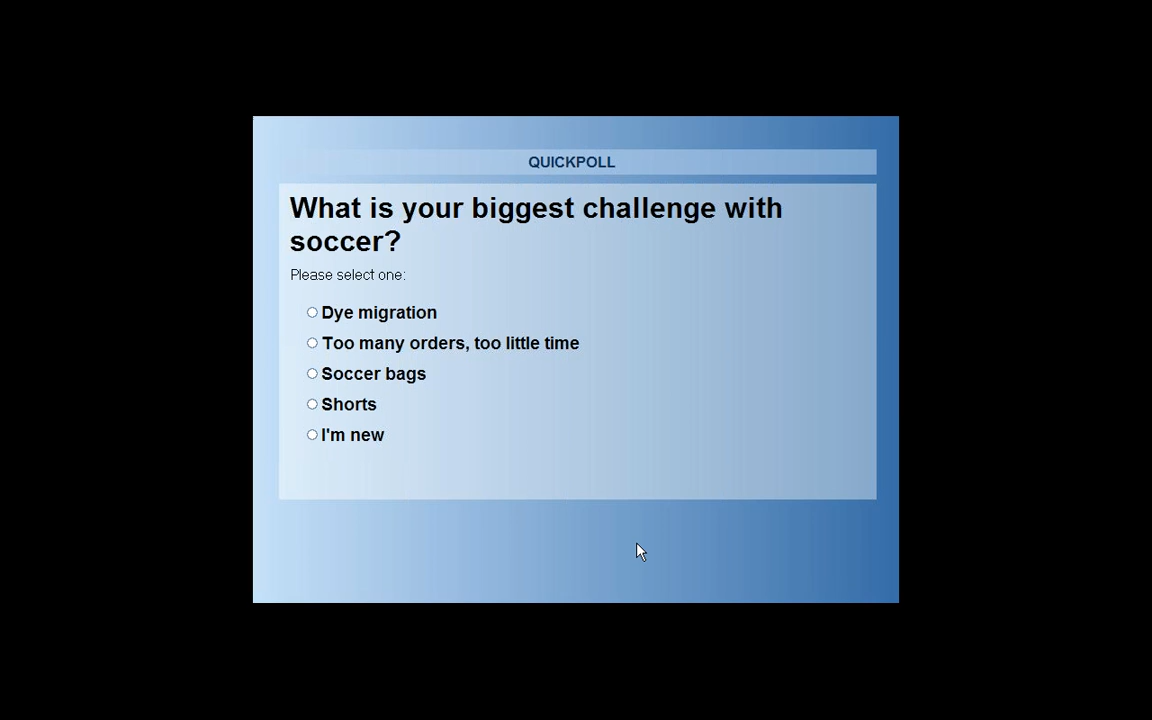 QUICKPOLL
What is your biggest challenge with
soccer?
Please select one:
Dye migration
Too many orders, too little time
Soccer bags
Shorts
I'm new